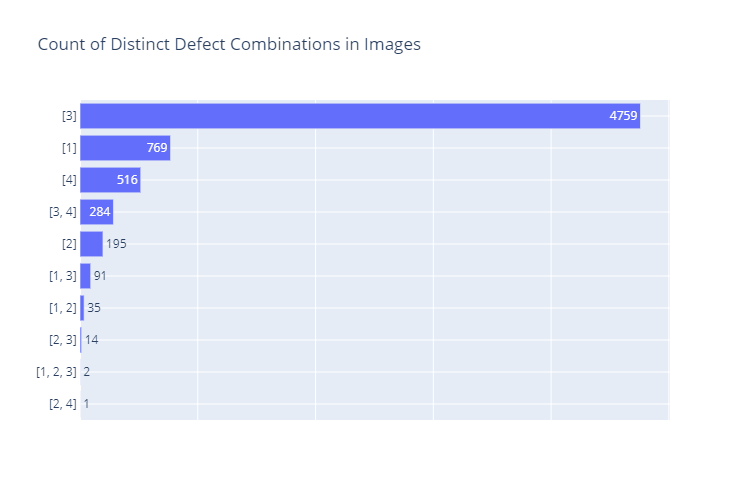 Count of Distinct Defect Combinations in Images
[3] 4759
[1] 769
[4] 516
[3, 4] 284
[2] 195
[1, 3] 91
[1, 2] 35
[2, 3] 14
[1, 2, 3] 2
[2, 4] 1